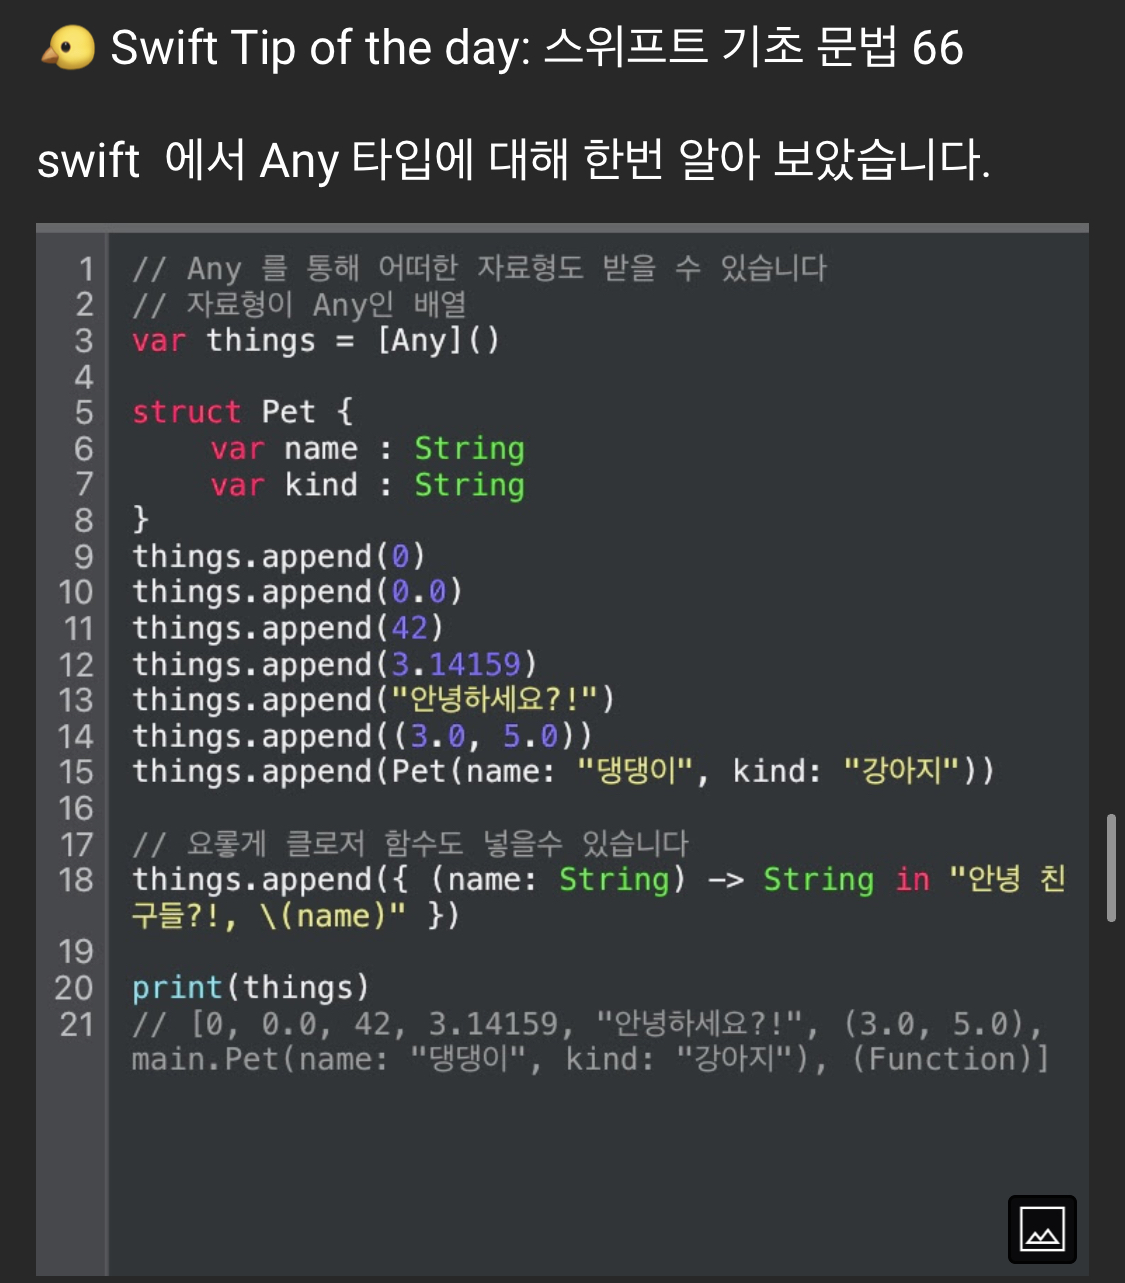 🐤 Swift Tip of the day: 스위프트 기초 문법 66
swift  에서 Any 타입에 대해 한번 알아 보았습니다.
1 // Any 를 통해 어떠한 자료형도 받을 수 있습니다
2 // 자료형이 Any인 배열
3 var things = [Any]()
4
5 struct Pet {
6     var name : String
7     var kind : String
8 }
9 things.append(0)
10 things.append(0.0)
11 things.append(42)
12 things.append(3.14159)
13 things.append("안녕하세요?!")
14 things.append((3.0, 5.0))
15 things.append(Pet(name: "댕댕이", kind: "강아지"))
16
17 // 요롷게 클로저 함수도 넣을수 있습니다
18 things.append({ (name: String) -> String in "안녕 친
구들?!, \(name)" })
19
20 print(things)
21 // [0, 0.0, 42, 3.14159, "안녕하세요?!", (3.0, 5.0),
main.Pet(name: "댕댕이", kind: "강아지"), (Function)]